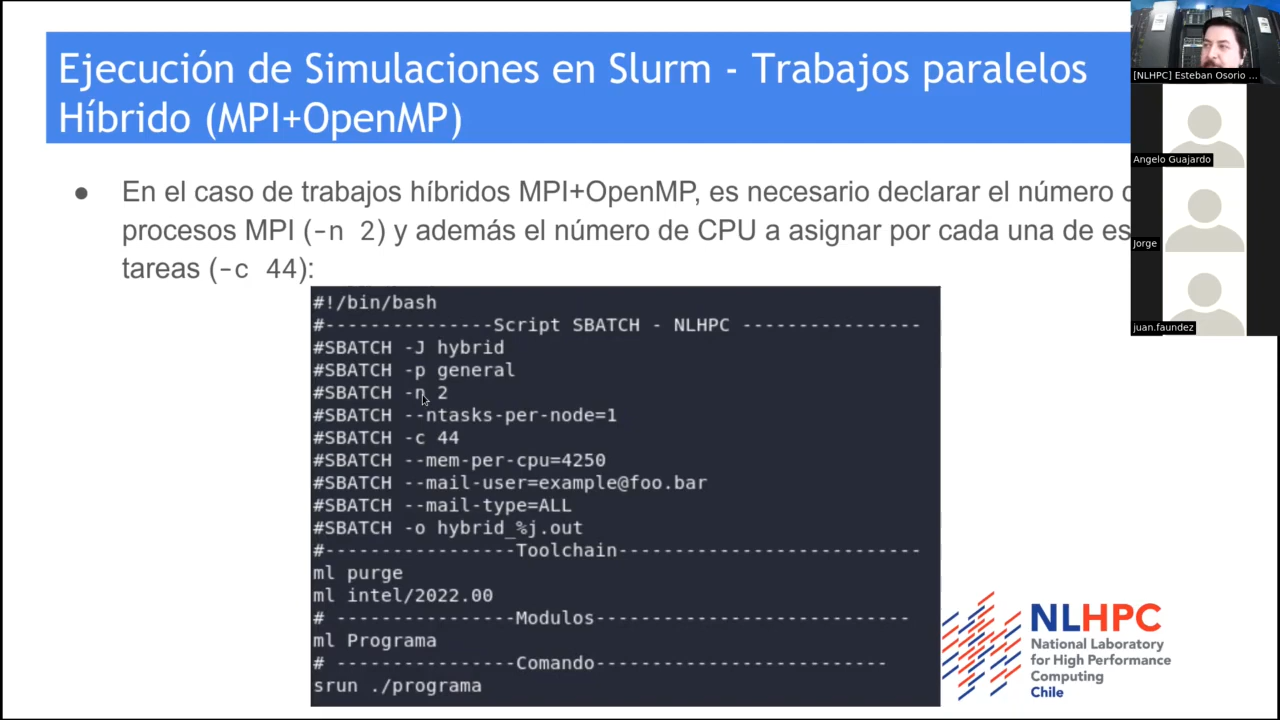 Ejecución de Simulaciones en Slurm - Trabajos paralelos
Híbrido (MPI+OpenMP)
● En el caso de trabajos híbridos MPI+OpenMP, es necesario declarar el número
procesos MPI (-n 2) y además el número de CPU a asignar por cada una de
tareas (-c 44):
#!/bin/bash
#---------------Script SBATCH - NLHPC ----------------
#SBATCH -J hybrid
#SBATCH -p general
#SBATCH -n 2
#SBATCH --ntasks-per-node=1
#SBATCH -c 44
#SBATCH --mem-per-cpu=4250
#SBATCH --mail-user=example@foo.bar
#SBATCH --mail-type=ALL
#SBATCH -o hybrid_%j.out
#-----------------Toolchain---------------------------
ml purge
ml intel/2022.00
# ----------------Modulos----------------------------
ml Programa
# ----------------Comando--------------------------
srun ./programa
[NLHPC] Esteban Osorio ...
Angelo Guajardo
Jorge
juan.faundez
NLHPC
National Laboratory
for High Performance
Computing
Chile